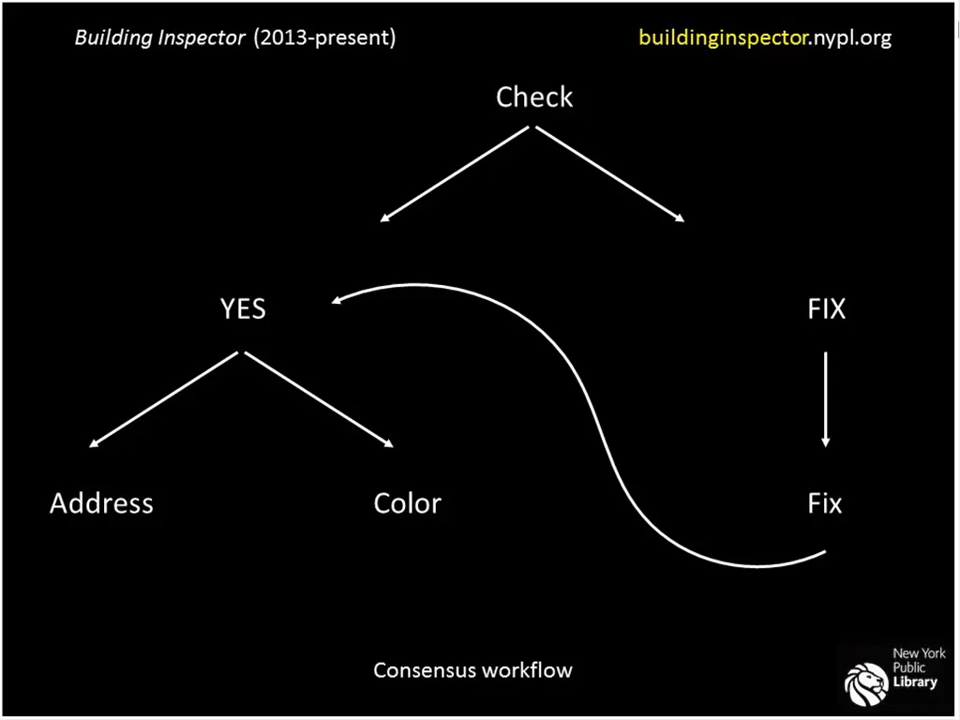 Building Inspector (2013-present)
buildinginspector.nypl.org
Check
YES
FIX
Address
Color
Fix
Consensus workflow
New York
Public
Library